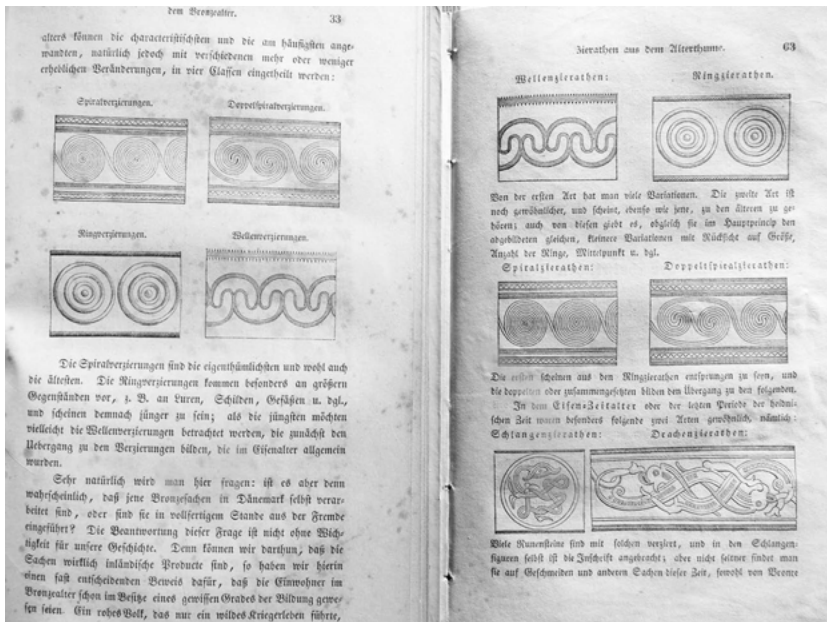 dem Bronzealter. 33
alters können die charakteristischsten und die am häufigsten ange-
wandten, natürlich jedoch mit verschiedenen mehr oder weniger
erheblichen Veränderungen, in vier Classen eingetheilt werden:
Spiralverzierungen. Doppelspiralverzierungen.
Ringverzierungen. Wellenverzierungen.
Die Spiralverzierungen sind die eigenthümlichsten und wohl auch
die ältesten. Die Ringverzierungen kommen besonders an größern
Gegenständen vor, z. B. an Luren, Schilden, Gefäßen u. dgl.,
und scheinen demnach jünger zu sein; als die jüngsten möchten
vielleicht die Wellenverzierungen betrachtet werden, die zunächst den
Uebergang zu den Verzierungen bilden, die im Eisenalter allgemein
wurden.
Sehr natürlich wird man hier fragen: ist es aber denn
wahrscheinlich, daß jene Bronzesachen in Dänemark selbst verar-
beitet sind, oder sind sie in vollfertigem Stande aus der Fremde
eingeführt? Die Beantwortung dieser Frage ist nicht ohne Wich-
tigkeit für unsere Geschichte. Denn können wir darthun, daß die
Sachen wirklich inländische Producte sind, so haben wir hierin
einen fast entscheidenden Beweis dafür, daß die Einwohner im
Bronzealter schon im Besitze eines gewissen Grades der Bildung gewe-
sen seien. Ein rohes Volk, das nur ein wildes Kriegerleben führte,
Zierathen aus dem Alterthume. 63
Wellenzierathen: Ringzierathen.
Von der ersten Art hat man viele Variationen. Die zweite Art ist
noch gewöhnlicher, und scheint, ebenso wie jene, zu den älteren zu ge-
hören; auch von diesen giebt es, obgleich sie im Hauptprincip den
abgebildeten gleichen, kleinere Variationen mit Rücksicht auf Größe,
Anzahl der Ringe, Mittelpunkt u. dgl.
Spiralzierathen: Doppeltspiralzierathen:
Die ersten scheinen aus den Ringzierathen entsprungen zu seyn, und
die doppelten oder zusammengesetzten bilden den Übergang zu den folgenden.
In dem Eisen-Zeitalter oder der letzten Periode der heidni-
schen Zeit waren besonders folgende zwei Arten gewöhnlich, nämlich:
Schlangenzierathen: Drachenzierathen:
Viele Runensteine sind mit solchen verziert, und in den Schlangen-
figuren selbst ist die Inschrift angebracht; aber nicht seltner findet man
sie auf Geschmeiden und anderen Sachen dieser Zeit, sowohl von Bronze